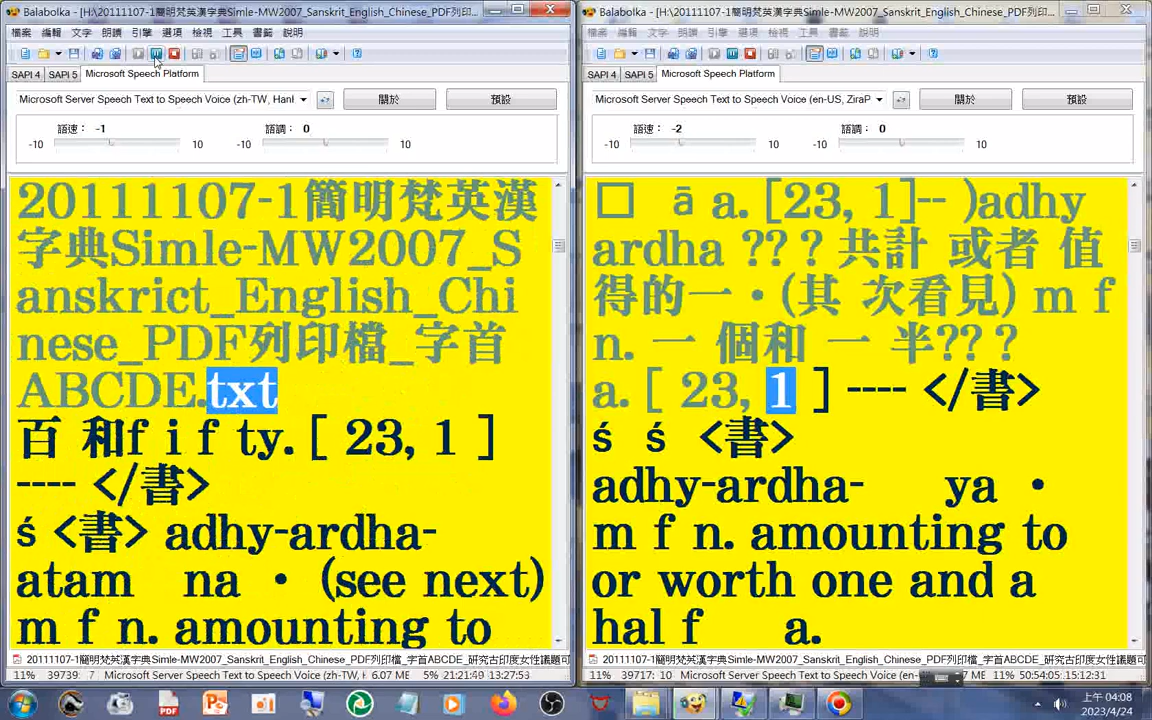 Balabolka - [H:\20111107-1簡明梵英漢字典Simle-MW2007_Sanskrit_English_Chinese_PDF列印...
檔案 編輯 文字 朗讀 引擎 選項 檢視 工具 書籤 說明
SAPI 4 SAPI 5 Microsoft Speech Platform
Microsoft Server Speech Text to Speech Voice (zh-TW, Hanl 關於 預設
語速： -1 語調： 0
-10 10 -10 10
20111107-1簡明梵英漢
字典Simle-MW2007_S
anskrict_English_Chi
nese_PDF列印檔_字首
ABCDE.txt
百 和f i f ty. [ 23, 1 ]
---- </書>
ś <書> adhy-ardha-
atam na • (see next)
m f n. amounting to
20111107-1簡明梵英漢字典Simle-MW2007_Sanskrit_English_Chinese_PDF列印檔_字首ABCDE_研究古印度女性議題可
11% 39739: 7 Microsoft Server Speech Text to Speech Voice (zh-TW, H 6.07 ME 5% 21:21:49 13:27:53
Balabolka - [H:\20111107-1簡明梵英漢字典Simle-MW2007_Sanskrit_English_Chinese_PDF列印...
檔案 編輯 文字 朗讀 引擎 選項 檢視 工具 書籤 說明
SAPI 4 SAPI 5 Microsoft Speech Platform
Microsoft Server Speech Text to Speech Voice (en-US, ZiraP 關於 預設
語速： -2 語調： 0
-10 10 -10 10
□ ā a. [23, 1]-- )adhy
ardha ??? 共計 或者 值
得的一•(其 次看見) m f
n. 一 個和 一 半???
a. [ 23, 1 ] ---- </書>
ś ś <書>
adhy-ardha- ya •
m f n. amounting to
or worth one and a
hal f a.
20111107-1簡明梵英漢字典Simle-MW2007_Sanskrit_English_Chinese_PDF列印檔_字首ABCDE_研究古印度女性議題可
11% 39717: 10 Microsoft Server Speech Text to Speech Voice (en-US, 11% 50:54:05:15:12:31
上午 04:08
2023/4/24